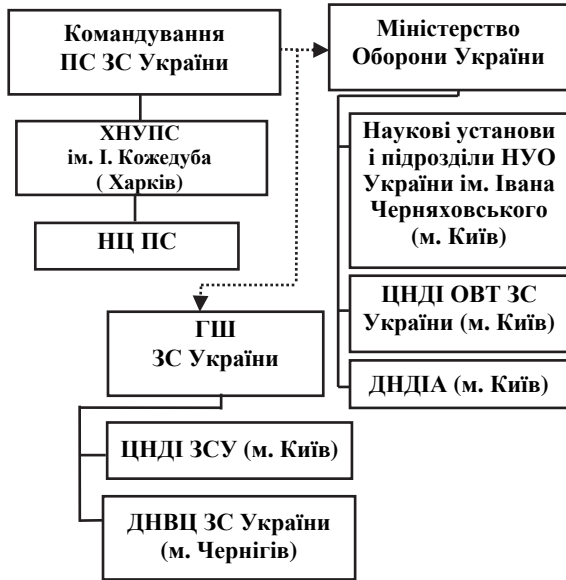 Командування
ПС ЗС України
ХНУПС
ім. І. Кожедуба
( Харків)
НЦ ПС
Міністерство
Оборони України
Наукові установи
і підрозділи НУО
України ім. Івана
Черняховського
(м. Київ)
ЦНДІ ОВТ ЗС
України (м. Київ)
ДНДІА (м. Київ)
ГШ
ЗС України
ЦНДІ ЗСУ (м. Київ)
ДНВЦ ЗС України
(м. Чернігів)